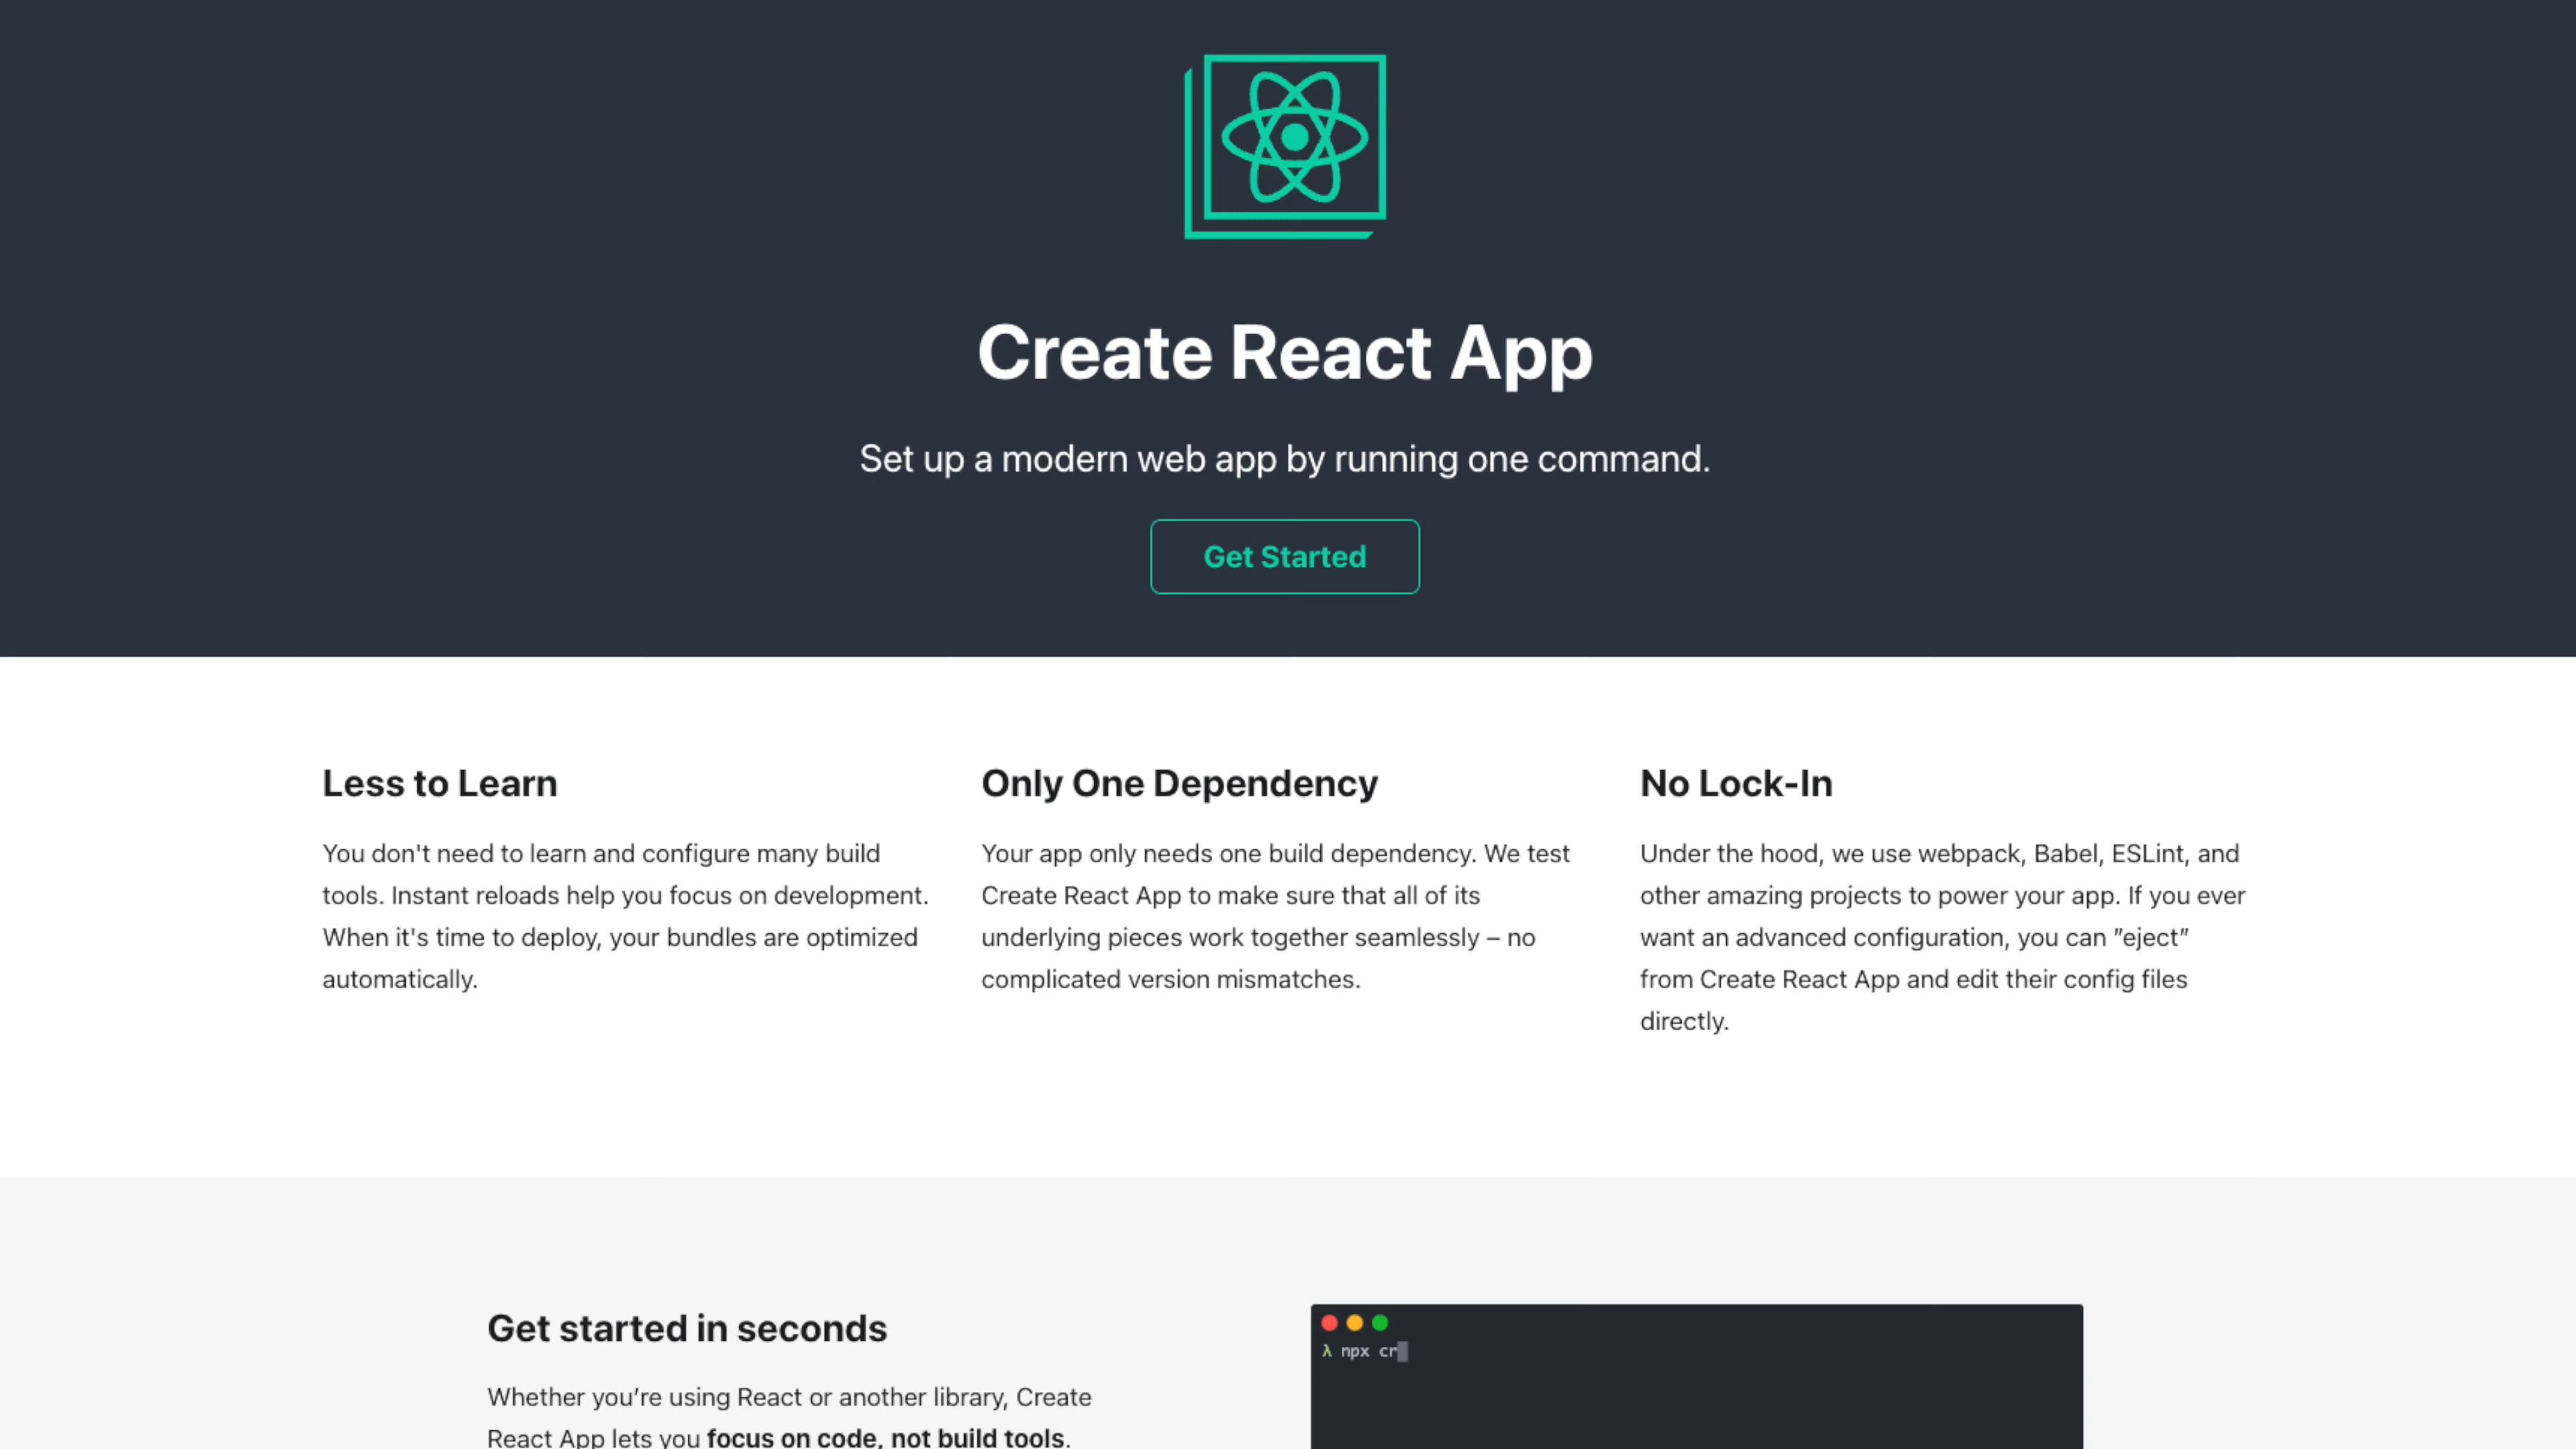 Create React App
Set up a modern web app by running one command.
Get Started
Less to Learn
You don't need to learn and configure many build
tools. Instant reloads help you focus on development.
When it's time to deploy, your bundles are optimized
automatically.
Only One Dependency
Your app only needs one build dependency. We test
Create React App to make sure that all of its
underlying pieces work together seamlessly – no
complicated version mismatches.
No Lock-In
Under the hood, we use webpack, Babel, ESLint, and
other amazing projects to power your app. If you ever
want an advanced configuration, you can ”eject”
from Create React App and edit their config files
directly.
Get started in seconds
Whether you’re using React or another library, Create
React App lets you focus on code, not build tools.
λ npx cr